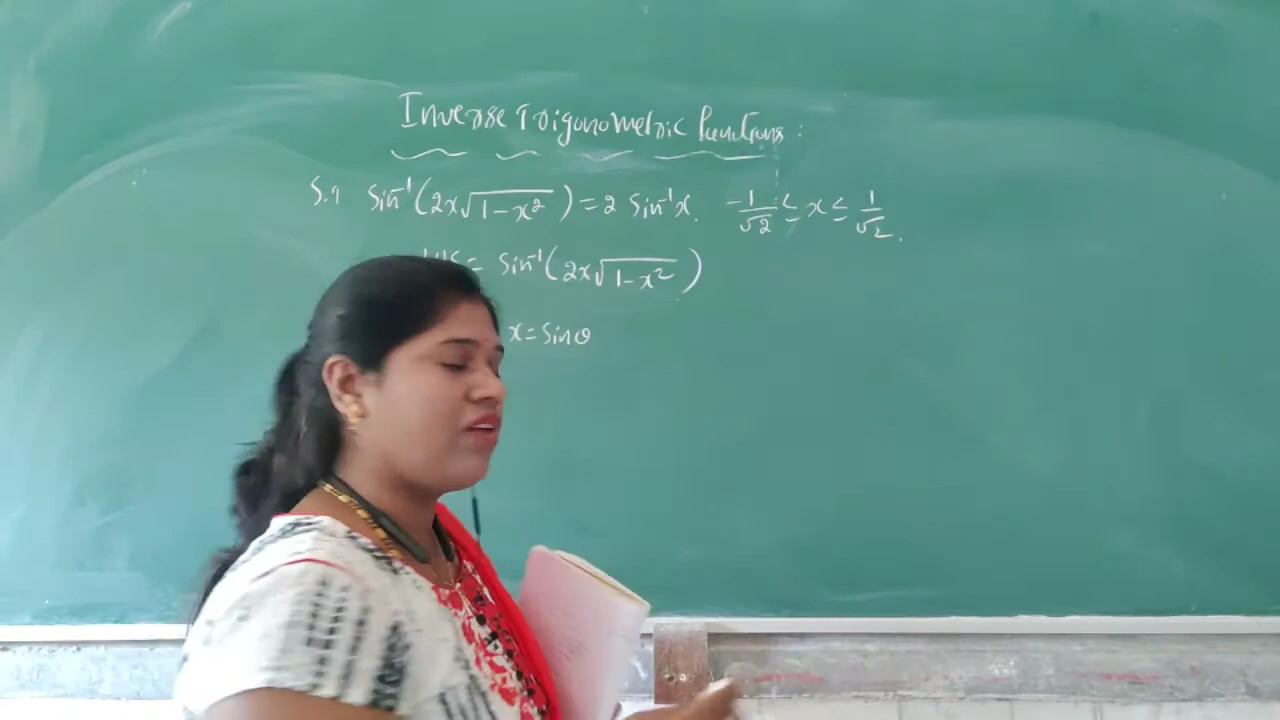 Inverse Trigonometric Functions:
S.T sin⁻¹(2x√(1-x²)) = 2 sin⁻¹x. -1/√2 ≤ x ≤ 1/√2.
LHS = sin⁻¹(2x√(1-x²))
x = sinθ